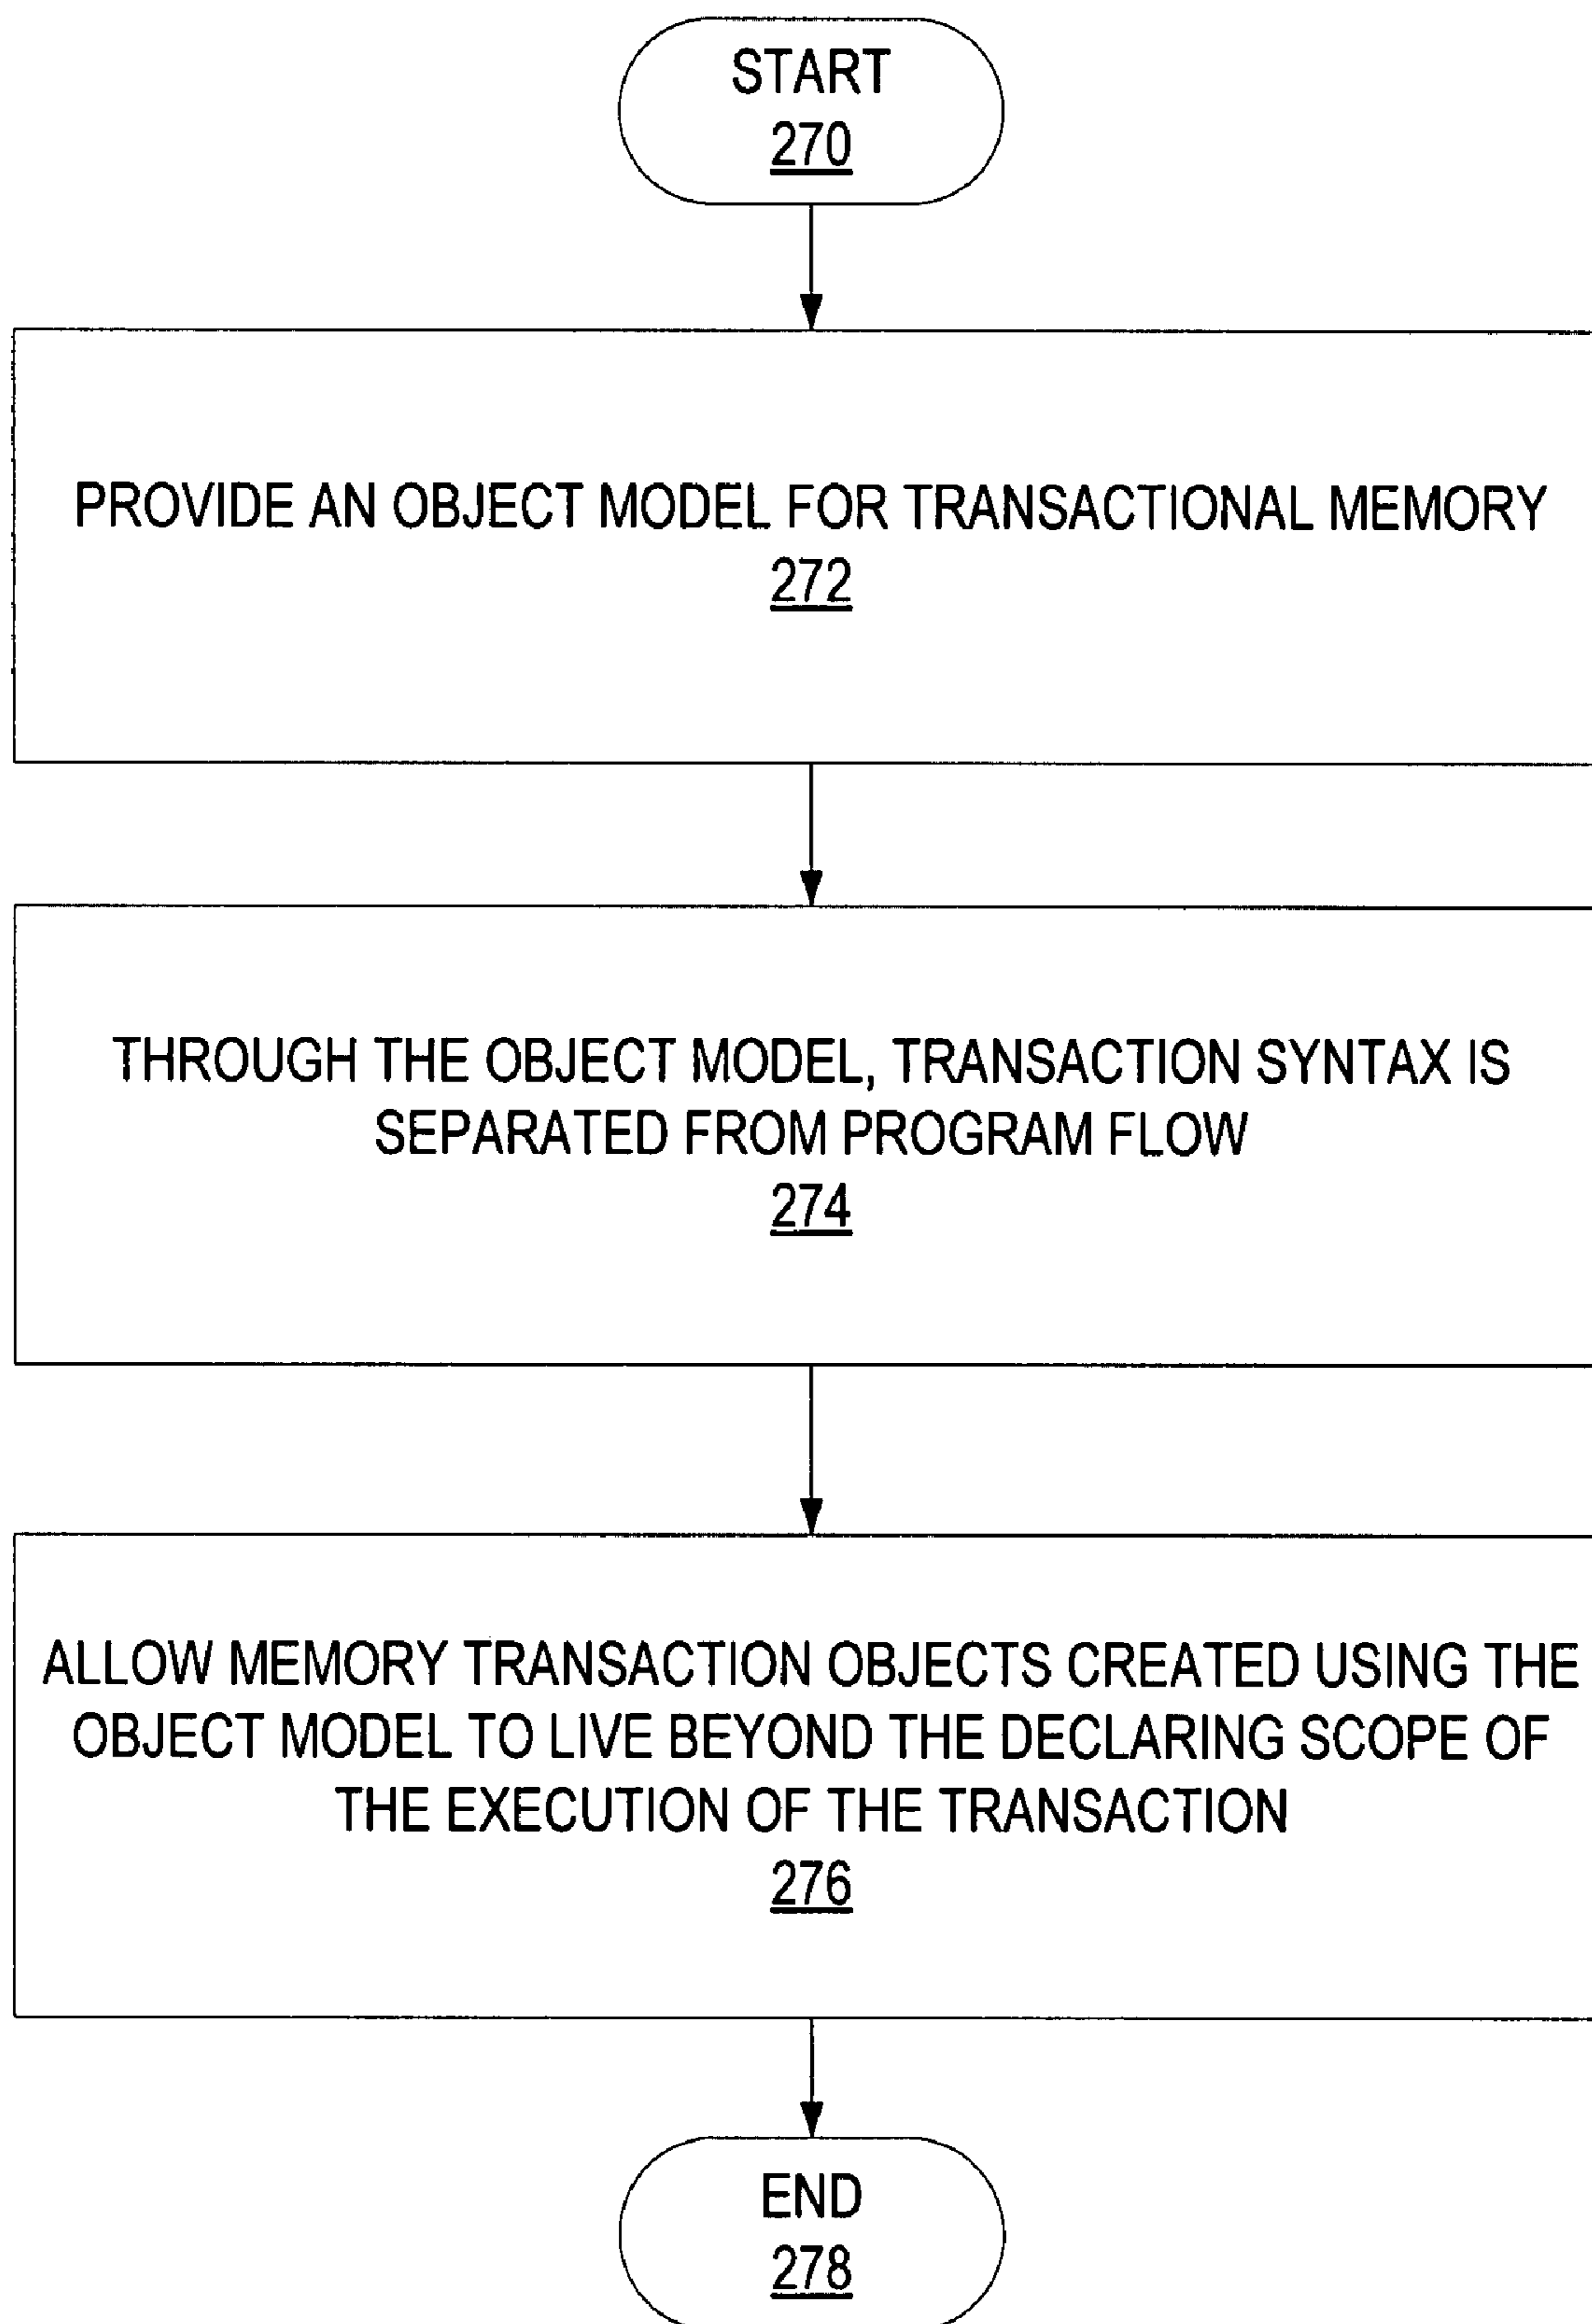 START
270
PROVIDE AN OBJECT MODEL FOR TRANSACTIONAL MEMORY
272
THROUGH THE OBJECT MODEL, TRANSACTION SYNTAX IS
SEPARATED FROM PROGRAM FLOW
274
ALLOW MEMORY TRANSACTION OBJECTS CREATED USING THE
OBJECT MODEL TO LIVE BEYOND THE DECLARING SCOPE OF
THE EXECUTION OF THE TRANSACTION
276
END
278